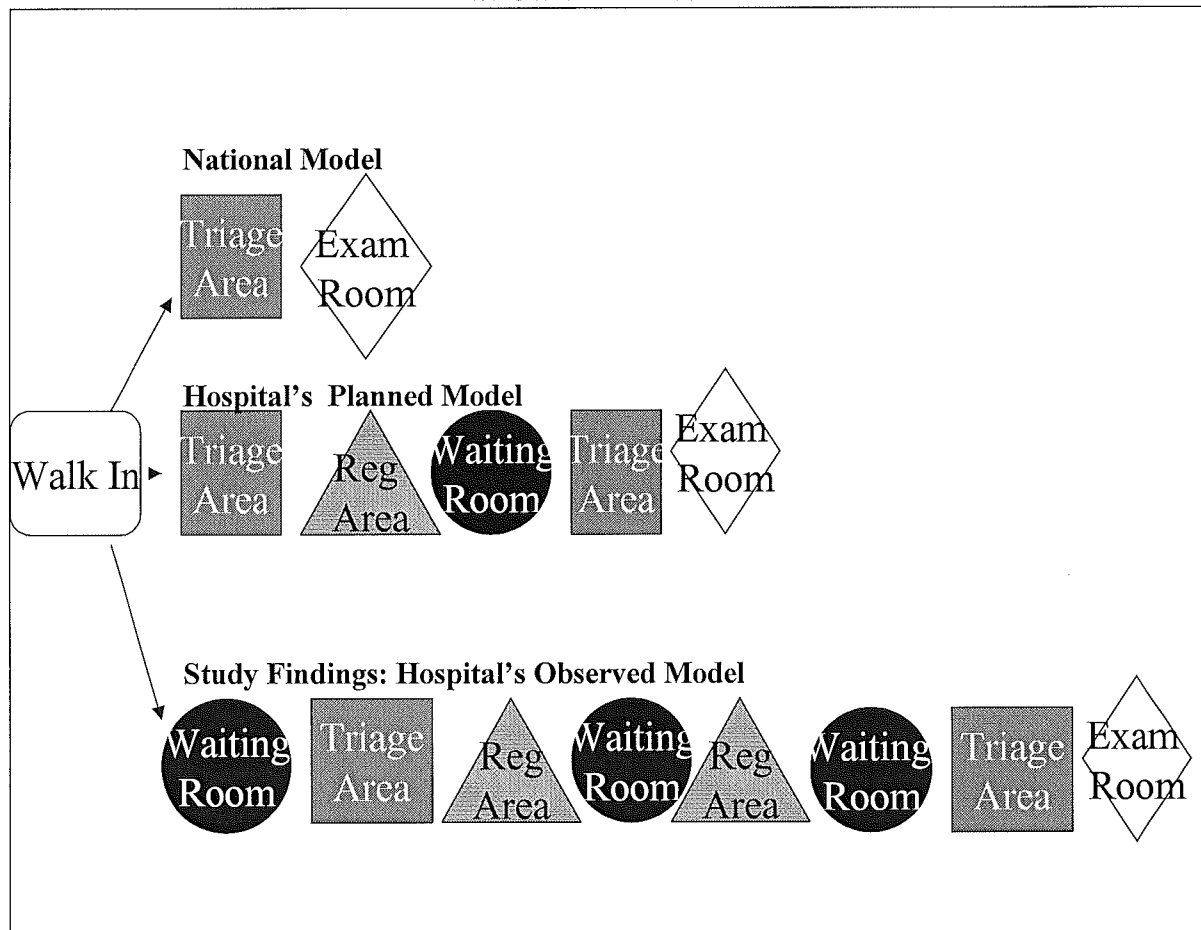 National Model
Triage
Area
Exam
Room
Walk In
Hospital's Planned Model
Triage
Area
Reg
Area
Waiting
Room
Triage
Area
Exam
Room
Study Findings: Hospital's Observed Model
Waiting
Room
Triage
Area
Reg
Area
Waiting
Room
Reg
Area
Waiting
Room
Triage
Area
Exam
Room